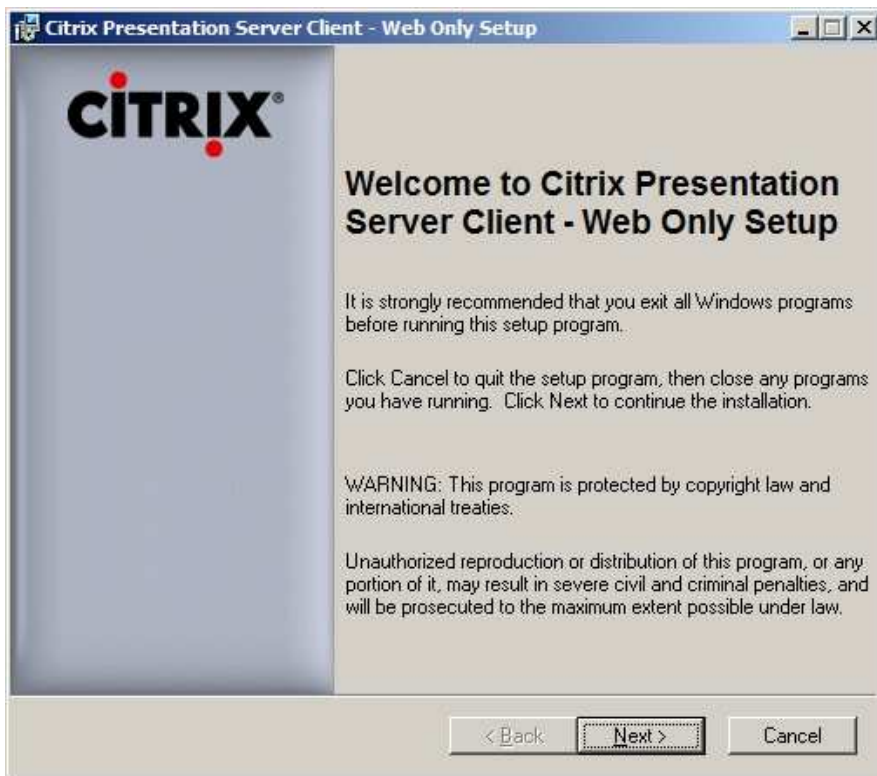 Citrix Presentation Server Client - Web Only Setup
CİTRIX®
Welcome to Citrix Presentation
Server Client - Web Only Setup
It is strongly recommended that you exit all Windows programs
before running this setup program.
Click Cancel to quit the setup program, then close any programs
you have running. Click Next to continue the installation.
WARNING: This program is protected by copyright law and
international treaties.
Unauthorized reproduction or distribution of this program, or any
portion of it, may result in severe civil and criminal penalties, and
will be prosecuted to the maximum extent possible under law.
< Back
Next >
Cancel